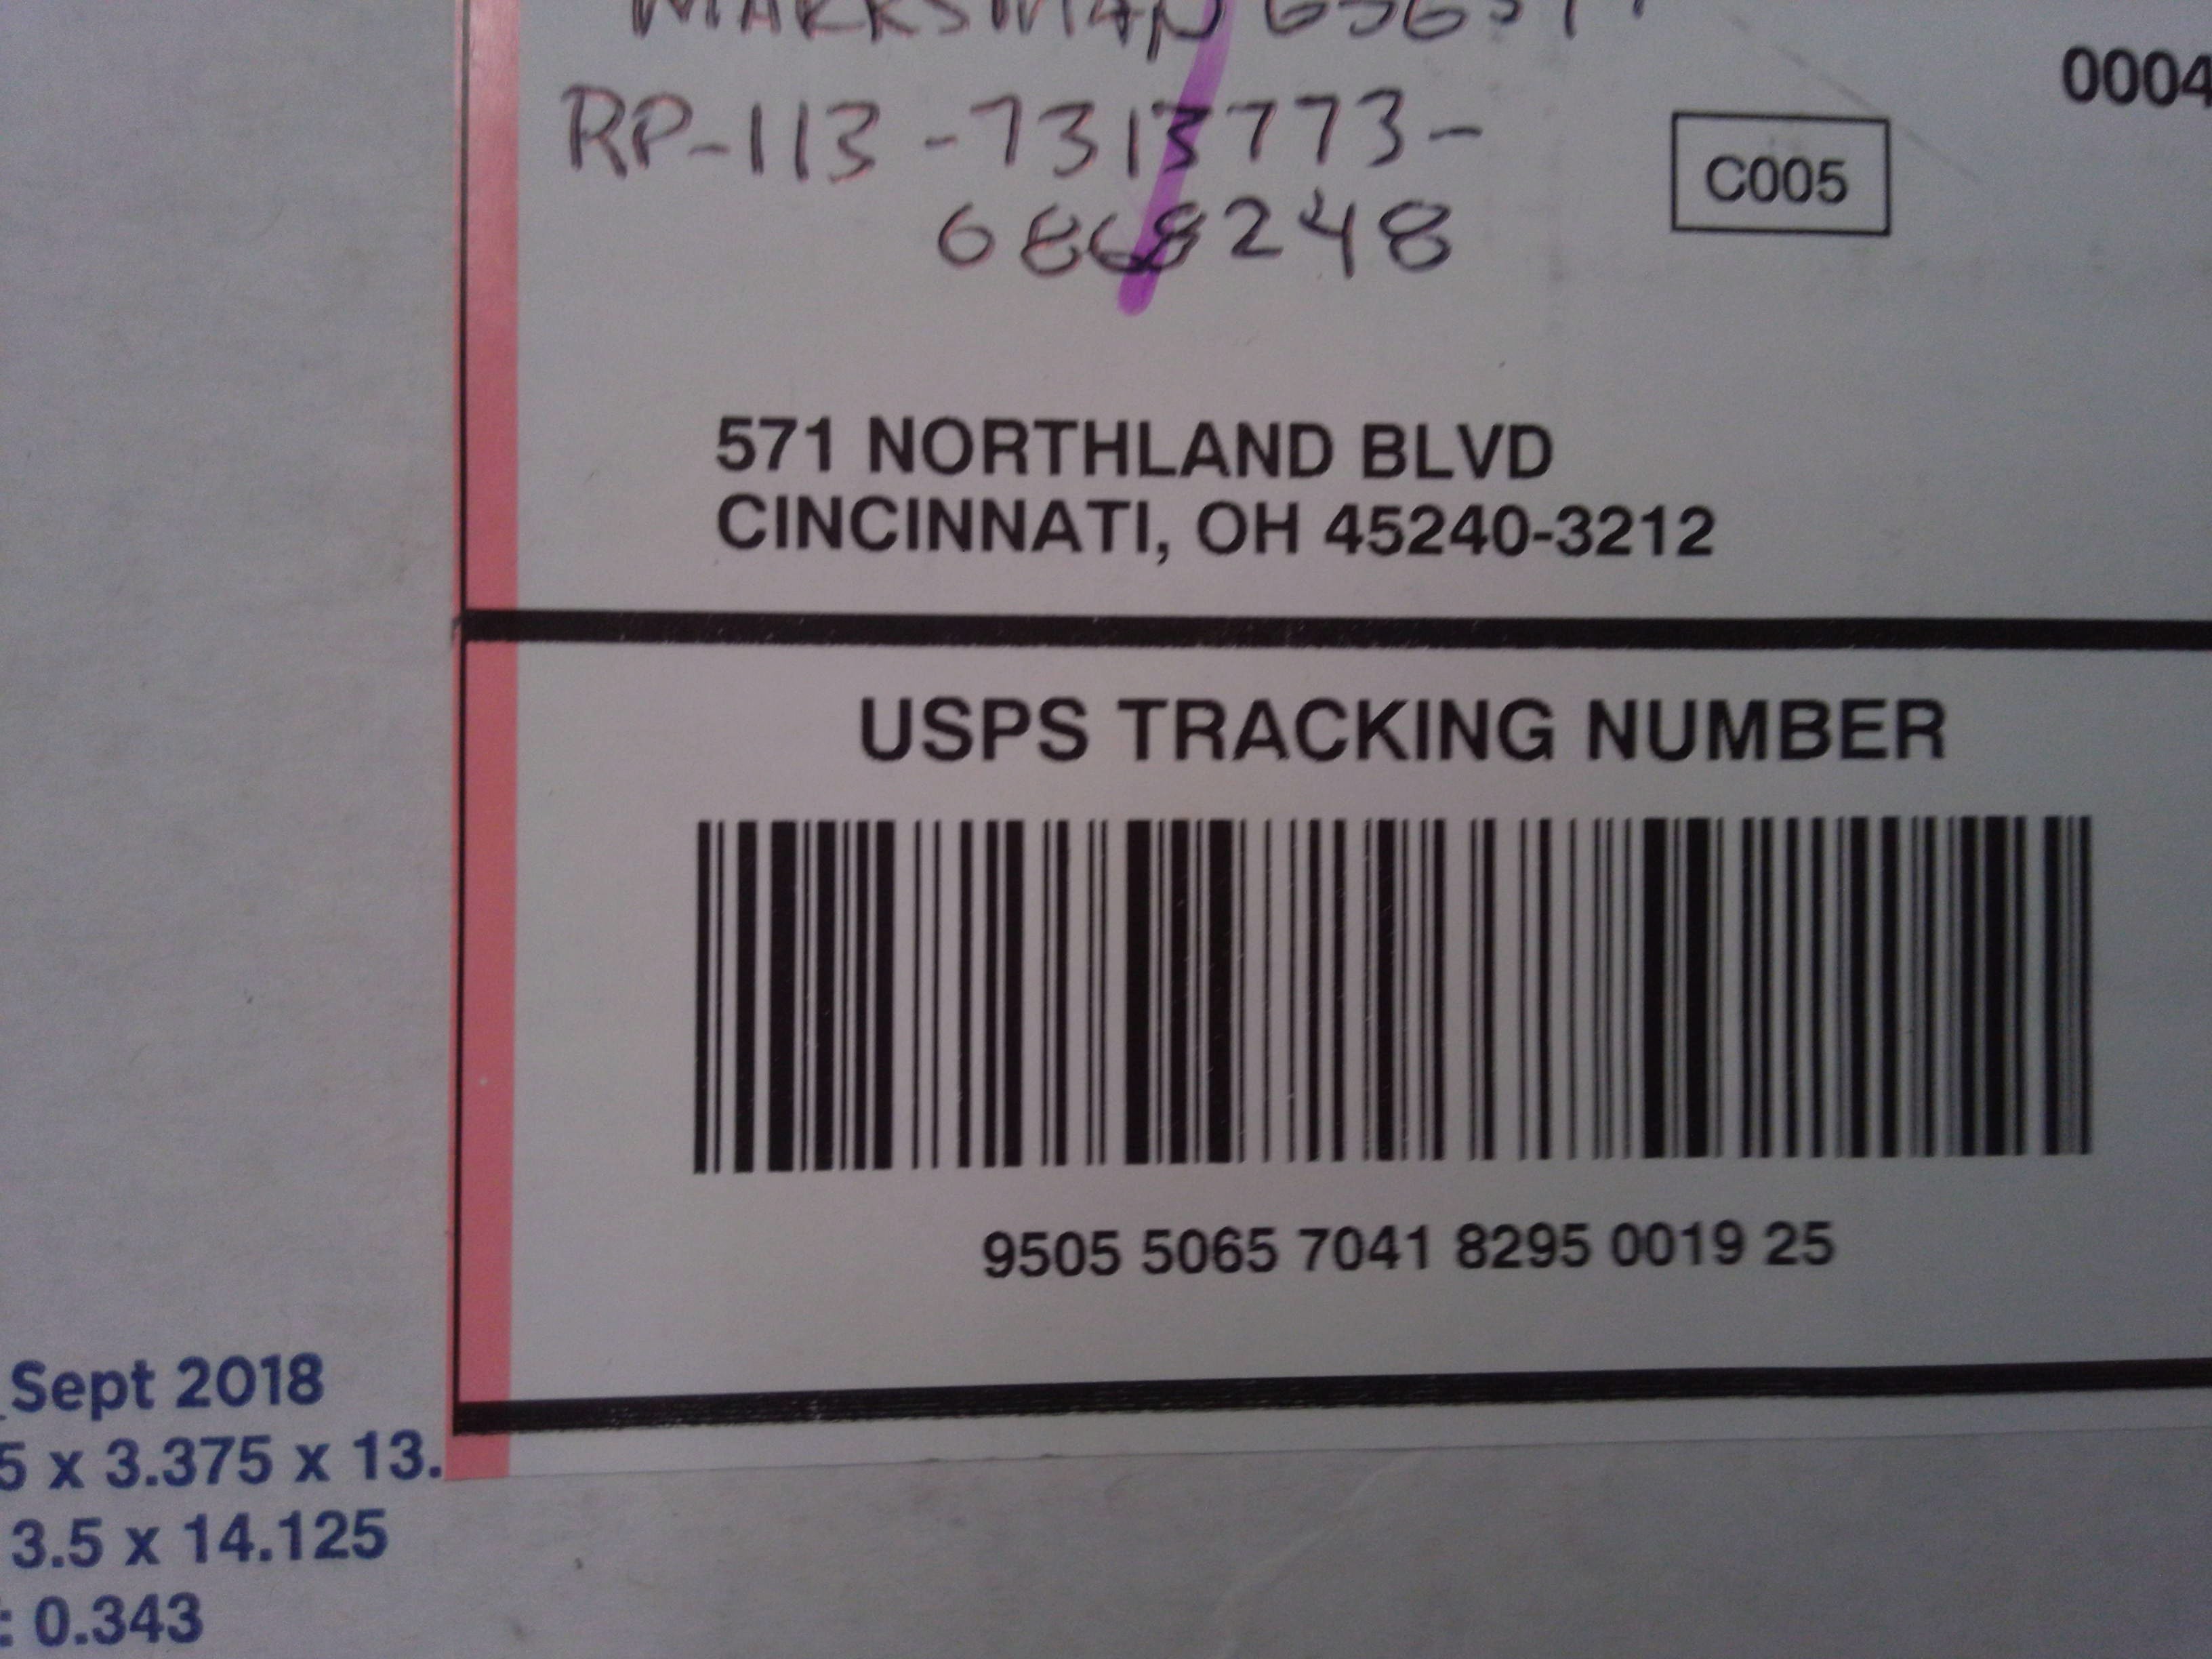 MARKSMAN
0004
RP-113-7313773-
6868248
C005
571 NORTHLAND BLVD
CINCINNATI, OH 45240-3212
USPS TRACKING NUMBER
9505 5065 7041 8295 0019 25
Sept 2018
5 x 3.375 x 13.
3.5 x 14.125
: 0.343